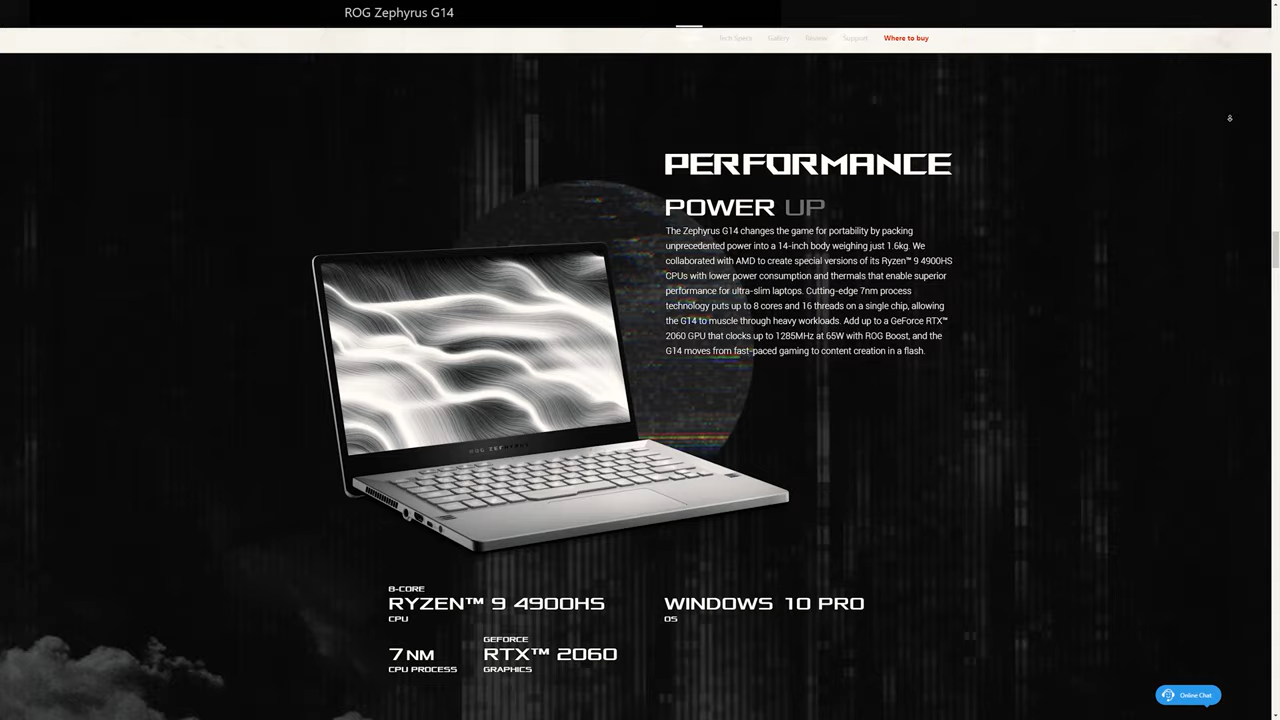 ROG Zephyrus G14
Tech Specs Gallery Review Support Where to buy
PERFORMANCE
POWER UP
The Zephyrus G14 changes the game for portability by packing
unprecedented power into a 14-inch body weighing just 1.6kg. We
collaborated with AMD to create special versions of its Ryzen™ 9 4900HS
CPUs with lower power consumption and thermals that enable superior
performance for ultra-slim laptops. Cutting-edge 7nm process
technology puts up to 8 cores and 16 threads on a single chip, allowing
the G14 to muscle through heavy workloads. Add up to a GeForce RTX™
2060 GPU that clocks up to 1285MHz at 65W with ROG Boost, and the
G14 moves from fast-paced gaming to content creation in a flash.
ROG ZEPHYRUS
8-CORE
RYZEN™ 9 4900HS
CPU
WINDOWS 10 PRO
OS
7 NM
CPU PROCESS
GEFORCE
RTX™ 2060
GRAPHICS
Online Chat